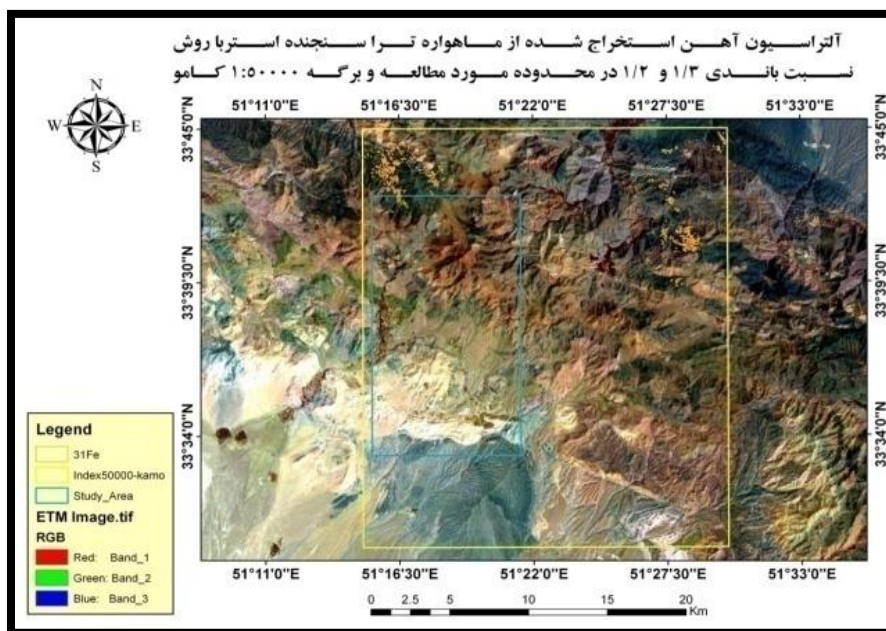 آلتراسیون آهن استخراج شده از ماهواره ترا سنجنده استربا روش
نسبت باندی ۱/۳ و ۱/۲ در محدوده مورد مطالعه و برگه ۱:۵۰۰۰۰ کامو
N
W E
S
51°11'0"E 51°16'30"E 51°22'0"E 51°27'30"E 51°33'0"E
33°45'0"N 33°45'0"N
33°39'30"N 33°39'30"N
33°34'0"N 33°34'0"N
Legend
31Fe
Index50000-kamo
Study_Area
ETM Image.tif
RGB
Red: Band_1
Green: Band_2
Blue: Band_3
51°11'0"E 51°16'30"E 51°22'0"E 51°27'30"E 51°33'0"E
0 2.5 5 10 15 20
Km